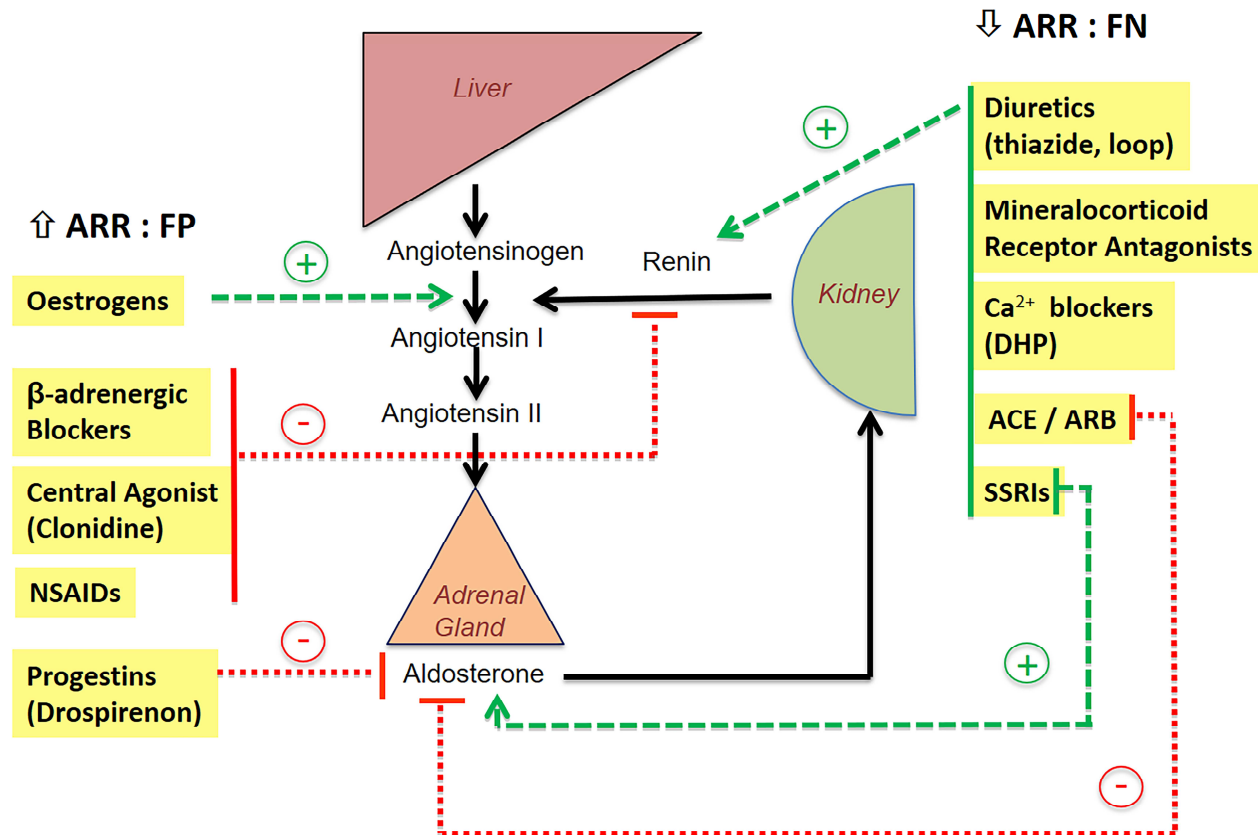 ⇩ ARR : FN
Liver
Diuretics
(thiazide, loop)
+
⇧ ARR : FP
Mineralocorticoid
Receptor Antagonists
Angiotensinogen
Renin
+
Oestrogens
Kidney
Ca²⁺ blockers
(DHP)
Angiotensin I
β-adrenergic
Blockers
-
Angiotensin II
ACE / ARB
Central Agonist
(Clonidine)
SSRIs
NSAIDs
Adrenal
Gland
-
Progestins
(Drospirenon)
Aldosterone
+
-